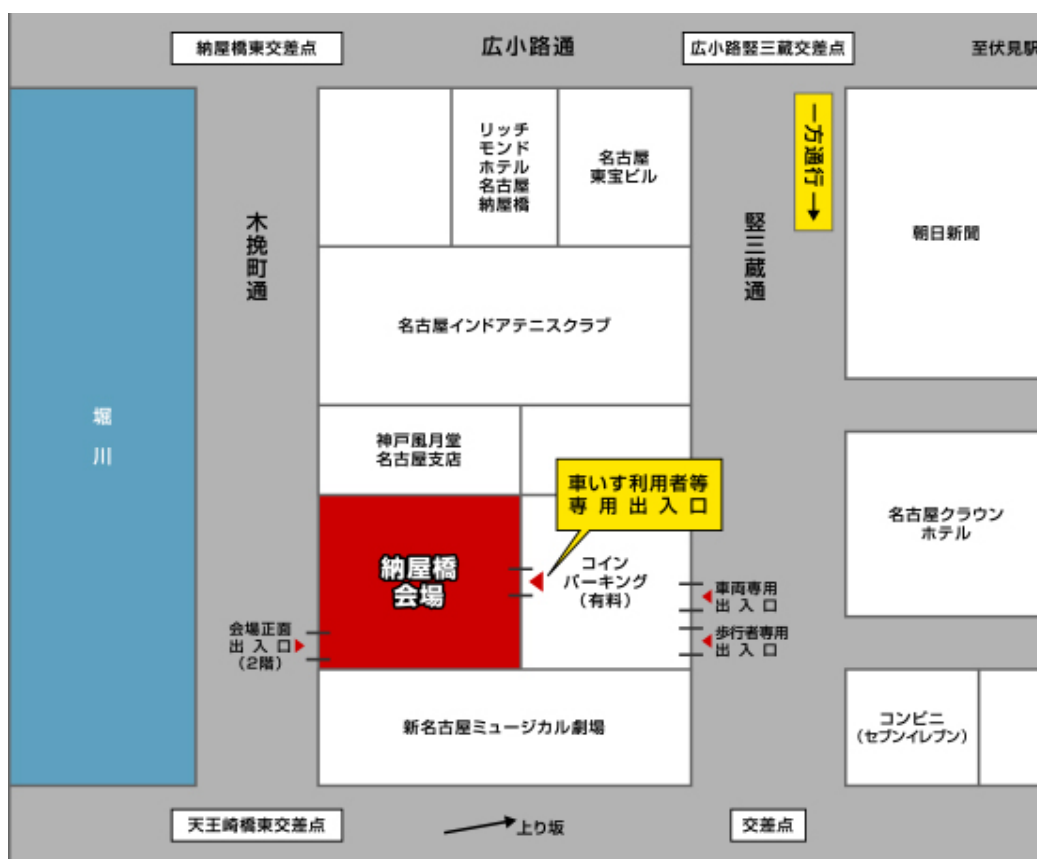 納屋橋東交差点
広小路通
広小路竪三蔵交差点
至伏見駅
リッチ
モンド
ホテル
名古屋
納屋橋
名古屋
東宝ビル
一方通行→
木挽町通
竪三蔵通
朝日新聞
名古屋インドアテニスクラブ
堀川
神戸風月堂
名古屋支店
車いす利用者等
専用出入口
納屋橋
会場
コイン
パーキング
(有料)
名古屋クラウン
ホテル
車両専用
出入口
会場正面
出入口
(2階)
歩行者専用
出入口
新名古屋ミュージカル劇場
コンビニ
(セブンイレブン)
天王崎橋東交差点
上り坂
交差点